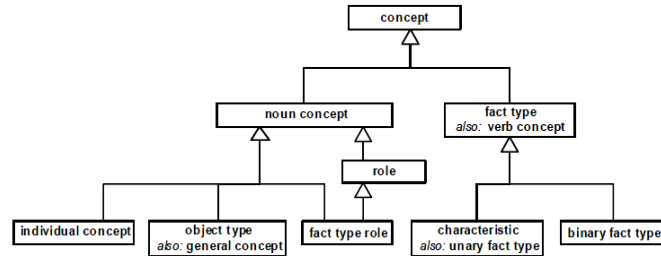 concept
noun concept
fact type
also: verb concept
role
individual concept
object type
also: general concept
fact type role
characteristic
also: unary fact type
binary fact type